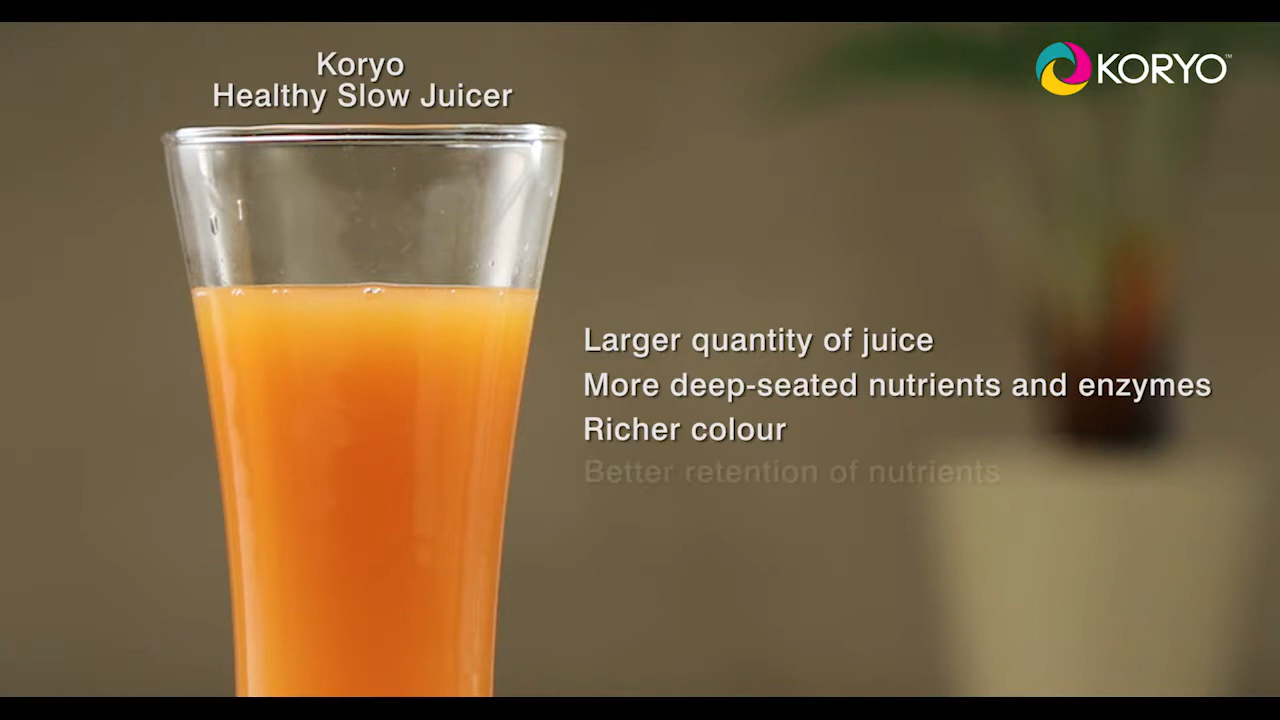 Koryo
Healthy Slow Juicer
KORYO™
Larger quantity of juice
More deep-seated nutrients and enzymes
Richer colour
Better retention of nutrients